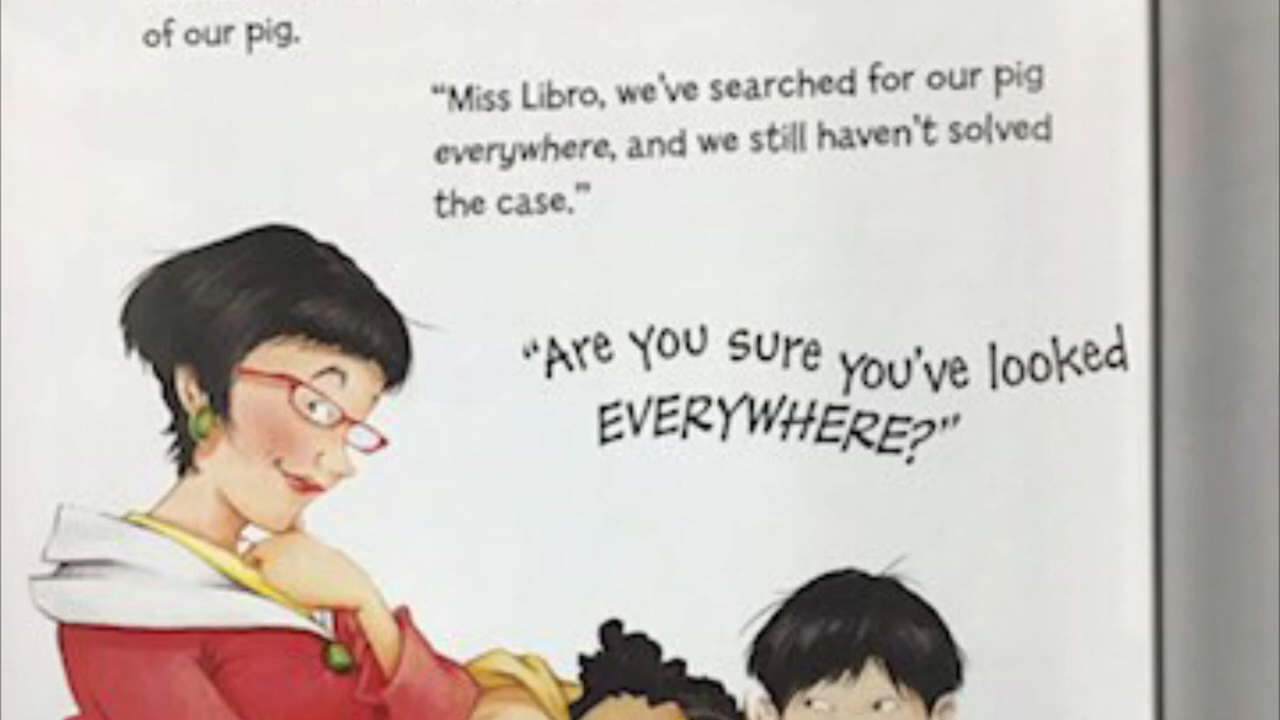 of our pig.
“Miss Libro, we’ve searched for our pig
everywhere, and we still haven’t solved
the case.”
“Are you sure you’ve looked
EVERYWHERE?”